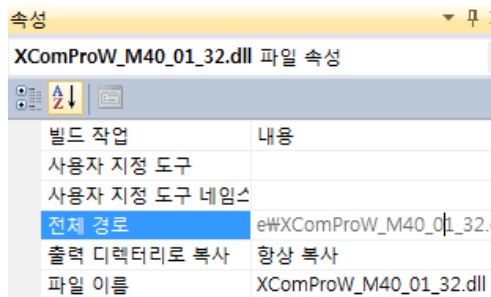 속성
XComProW_M40_01_32.dll 파일 속성
빌드 작업 내용
사용자 지정 도구
사용자 지정 도구 네임스
전체 경로 e₩XComProW_M40_01_32.
출력 디렉터리로 복사 항상 복사
파일 이름 XComProW_M40_01_32.dll